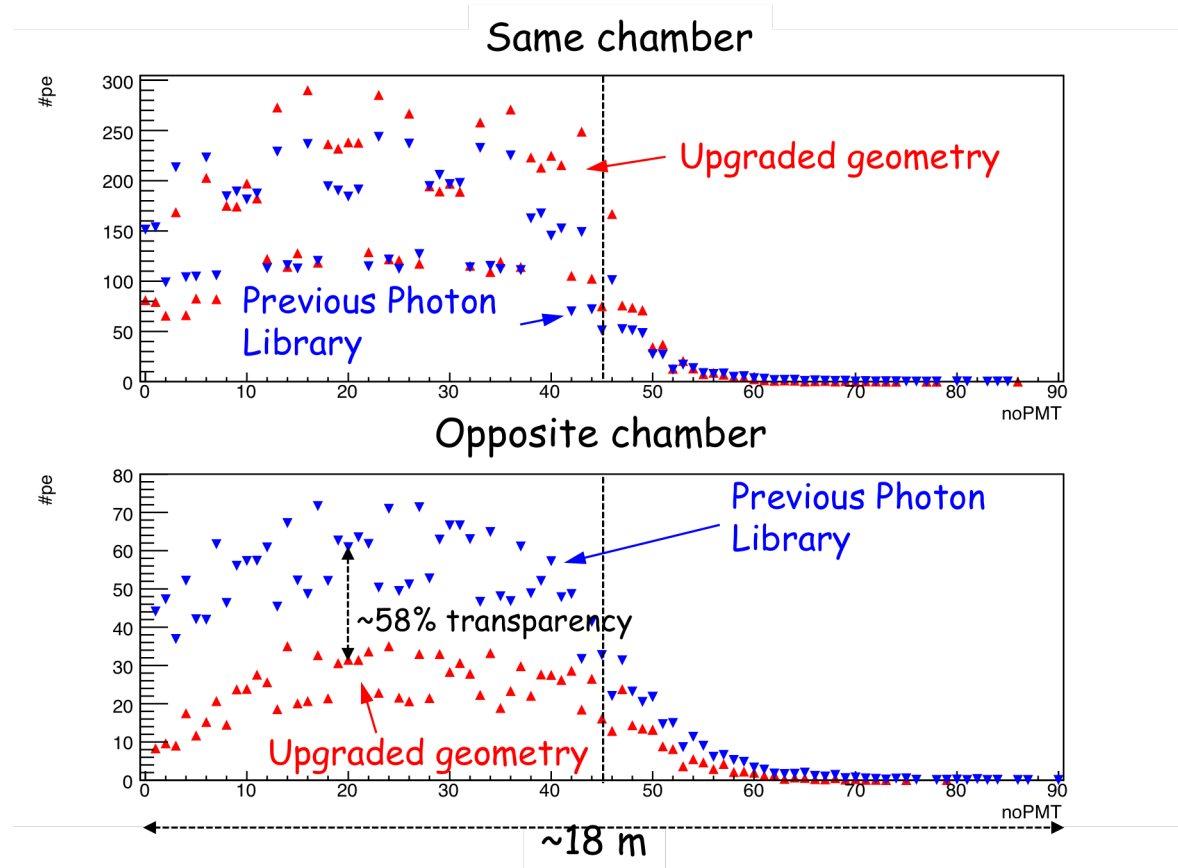 Same chamber
#pe
300
250
200
150
100
50
0
Upgraded geometry
Previous Photon
Library
0 10 20 30 40 50 60 70 80 90
noPMT
Opposite chamber
#pe
80
70
60
50
40
30
20
10
0
Previous Photon
Library
~58% transparency
Upgraded geometry
0 10 20 30 40 50 60 70 80 90
noPMT
~18 m